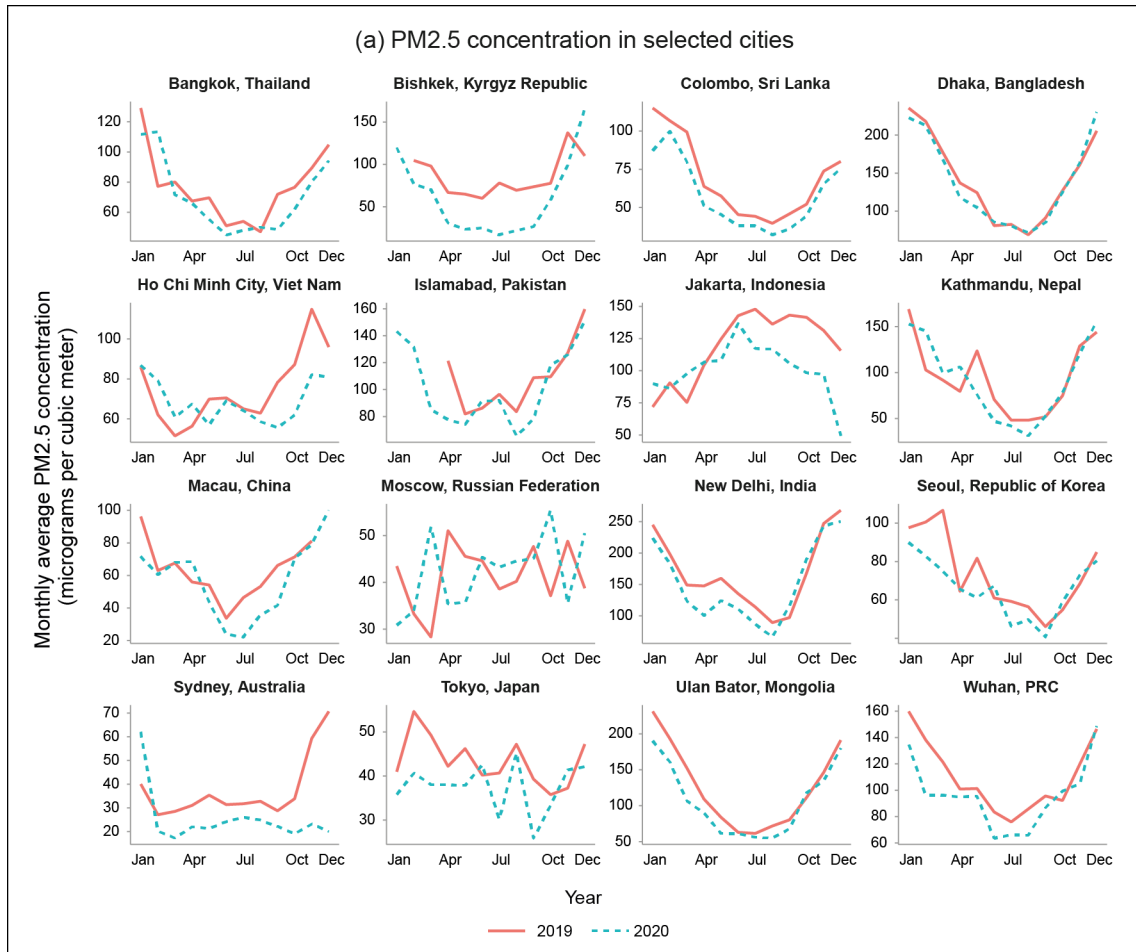 (a) PM2.5 concentration in selected cities
Monthly average PM2.5 concentration
(micrograms per cubic meter)
Bangkok, Thailand
120
100
80
60
Jan Apr Jul Oct Dec
Bishkek, Kyrgyz Republic
150
100
50
Jan Apr Jul Oct Dec
Colombo, Sri Lanka
100
75
50
Jan Apr Jul Oct Dec
Dhaka, Bangladesh
200
100
Jan Apr Jul Oct Dec
Ho Chi Minh City, Viet Nam
100
80
60
Jan Apr Jul Oct Dec
Islamabad, Pakistan
160
140
120
100
80
Jan Apr Jul Oct Dec
Jakarta, Indonesia
150
125
100
75
50
Jan Apr Jul Oct Dec
Kathmandu, Nepal
150
100
50
Jan Apr Jul Oct Dec
Macau, China
100
80
60
40
20
Jan Apr Jul Oct Dec
Moscow, Russian Federation
50
40
30
Jan Apr Jul Oct Dec
New Delhi, India
250
200
150
100
Jan Apr Jul Oct Dec
Seoul, Republic of Korea
100
80
60
Jan Apr Jul Oct Dec
Sydney, Australia
70
60
50
40
30
20
Jan Apr Jul Oct Dec
Tokyo, Japan
50
40
30
Jan Apr Jul Oct Dec
Ulan Bator, Mongolia
200
150
100
50
Jan Apr Jul Oct Dec
Wuhan, PRC
160
140
120
100
80
60
Jan Apr Jul Oct Dec
Year
2019 2020